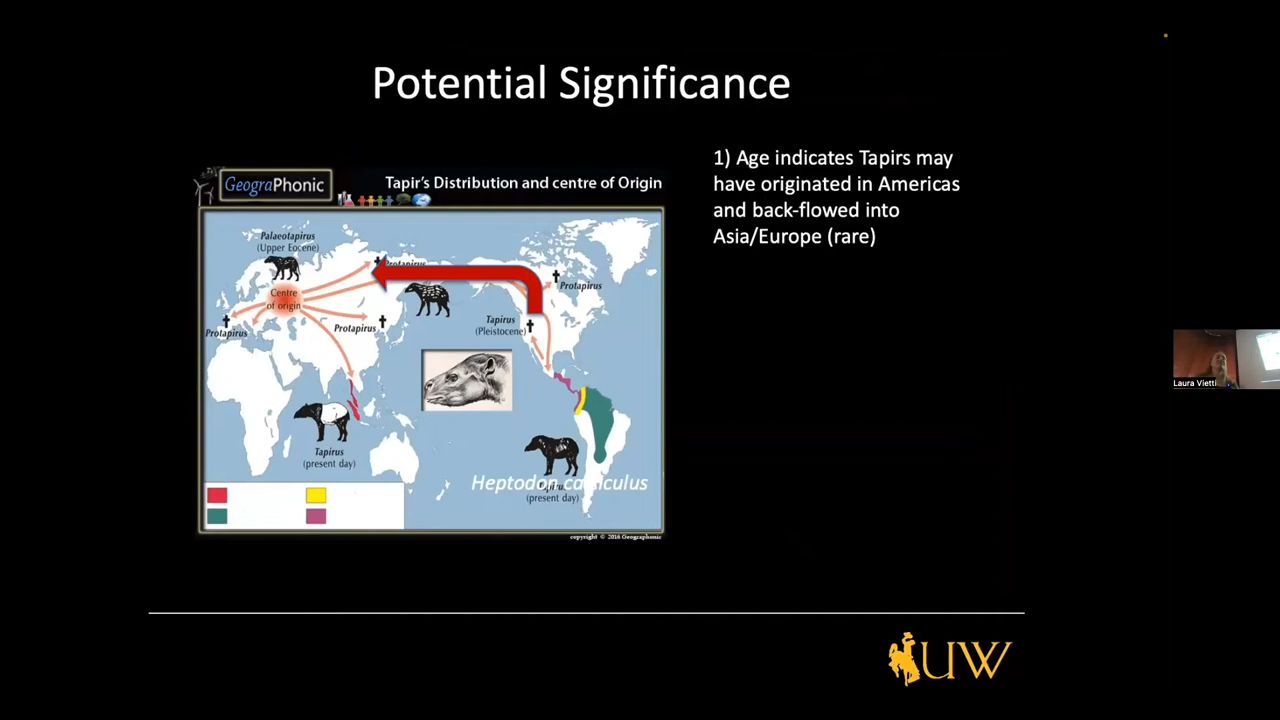 Potential Significance
1) Age indicates Tapirs may
have originated in Americas
and back-flowed into
Asia/Europe (rare)
GeograPhonic
Tapir's Distribution and centre of Origin
Palaeotapirus
(Upper Eocene)
Centre
of origin
Protapirus
Protapirus
Protapirus
Protapirus
Tapirus
(Pleistocene)
Tapirus
(present day)
Heptodon calciculus
(present day)
copyright © 2016 Geographonic
Laura Vietti
UW